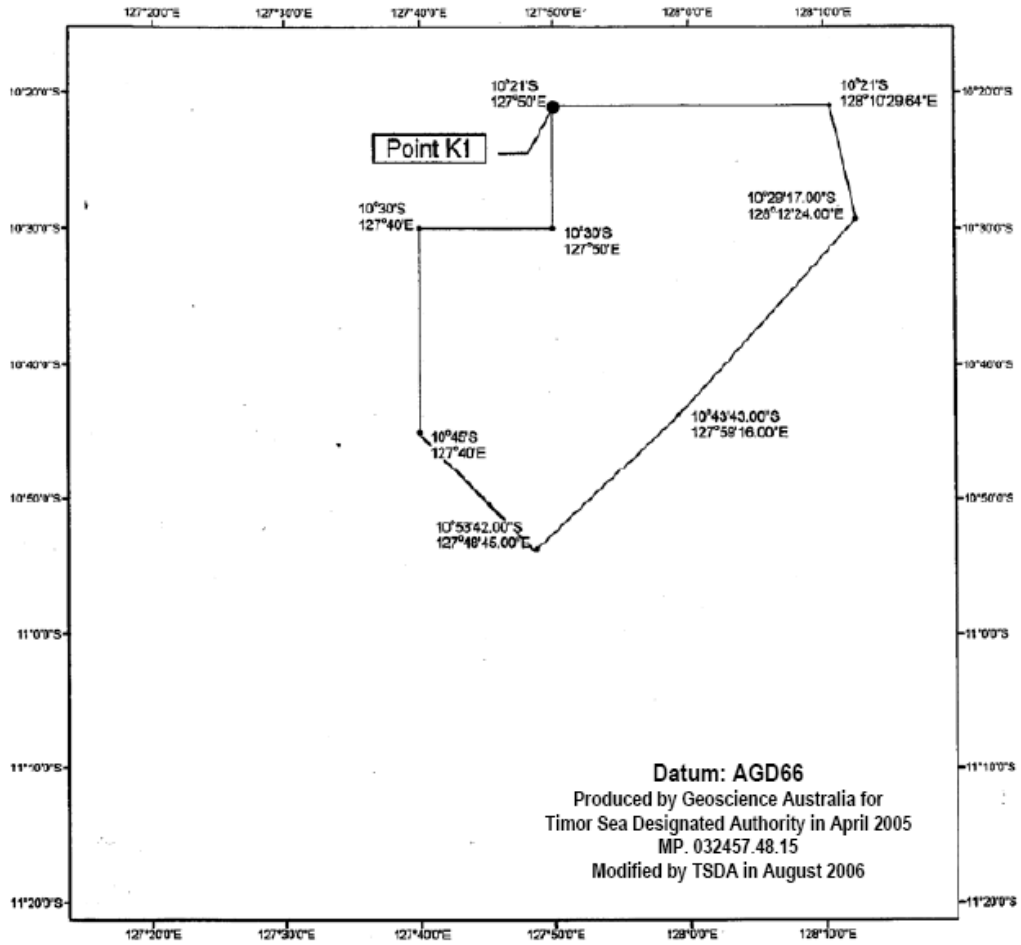 127°20'0"E 127°30'0"E 127°40'0"E 127°50'0"E 128°0'0"E 128°10'0"E
10°21'S
127°50'E
10°21'S
128°10'29.64"E
10°20'0"S
10°20'0"S
Point K1
10°29'17.00"S
128°12'24.00"E
10°30'S
127°40'E
10°30'S
127°50'E
10°30'0"S
10°30'0"S
10°40'0"S
10°40'0"S
10°43'43.00"S
127°59'16.00"E
10°45'S
127°40'E
10°50'0"S
10°50'0"S
10°53'42.00"S
127°48'45.00"E
11°0'0"S
11°0'0"S
11°10'0"S
11°10'0"S
Datum: AGD66
Produced by Geoscience Australia for
Timor Sea Designated Authority in April 2005
MP. 032457.48.15
Modified by TSDA in August 2006
11°20'0"S
11°20'0"S
127°20'0"E 127°30'0"E 127°40'0"E 127°50'0"E 128°0'0"E 128°10'0"E